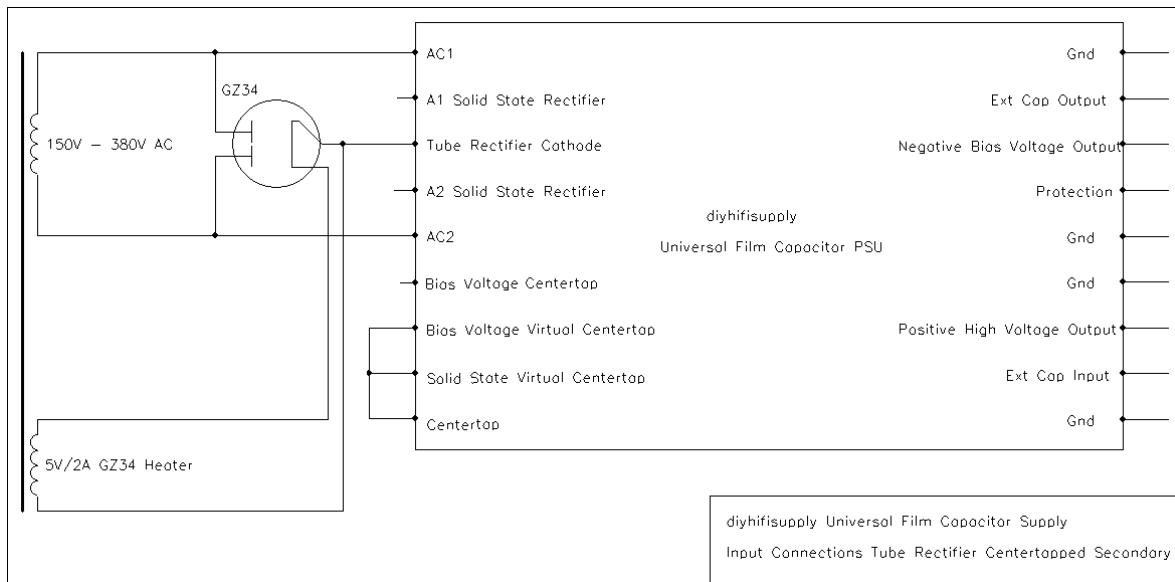 AC1
Gnd
GZ34
A1 Solid State Rectifier
Ext Cap Output
150V - 380V AC
Tube Rectifier Cathode
Negative Bias Voltage Output
A2 Solid State Rectifier
Protection
diyhifisupply
AC2
Gnd
Universal Film Capacitor PSU
Bias Voltage Centertap
Gnd
Bias Voltage Virtual Centertap
Positive High Voltage Output
Solid State Virtual Centertap
Ext Cap Input
Centertap
Gnd
5V/2A GZ34 Heater
diyhifisupply Universal Film Capacitor Supply
Input Connections Tube Rectifier Centertapped Secondary